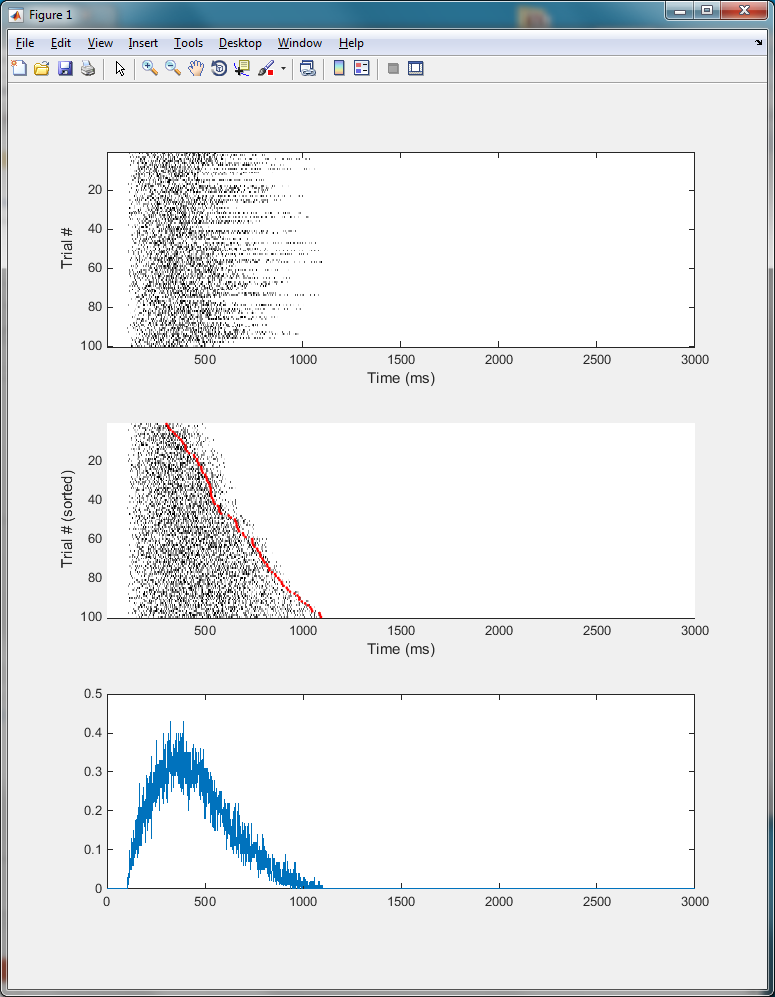 Figure 1
File Edit View Insert Tools Desktop Window Help
20
40
60
80
100
Trial #
500 1000 1500 2000 2500 3000
Time (ms)
20
40
60
80
100
Trial # (sorted)
500 1000 1500 2000 2500 3000
Time (ms)
0.5
0.4
0.3
0.2
0.1
0
0 500 1000 1500 2000 2500 3000